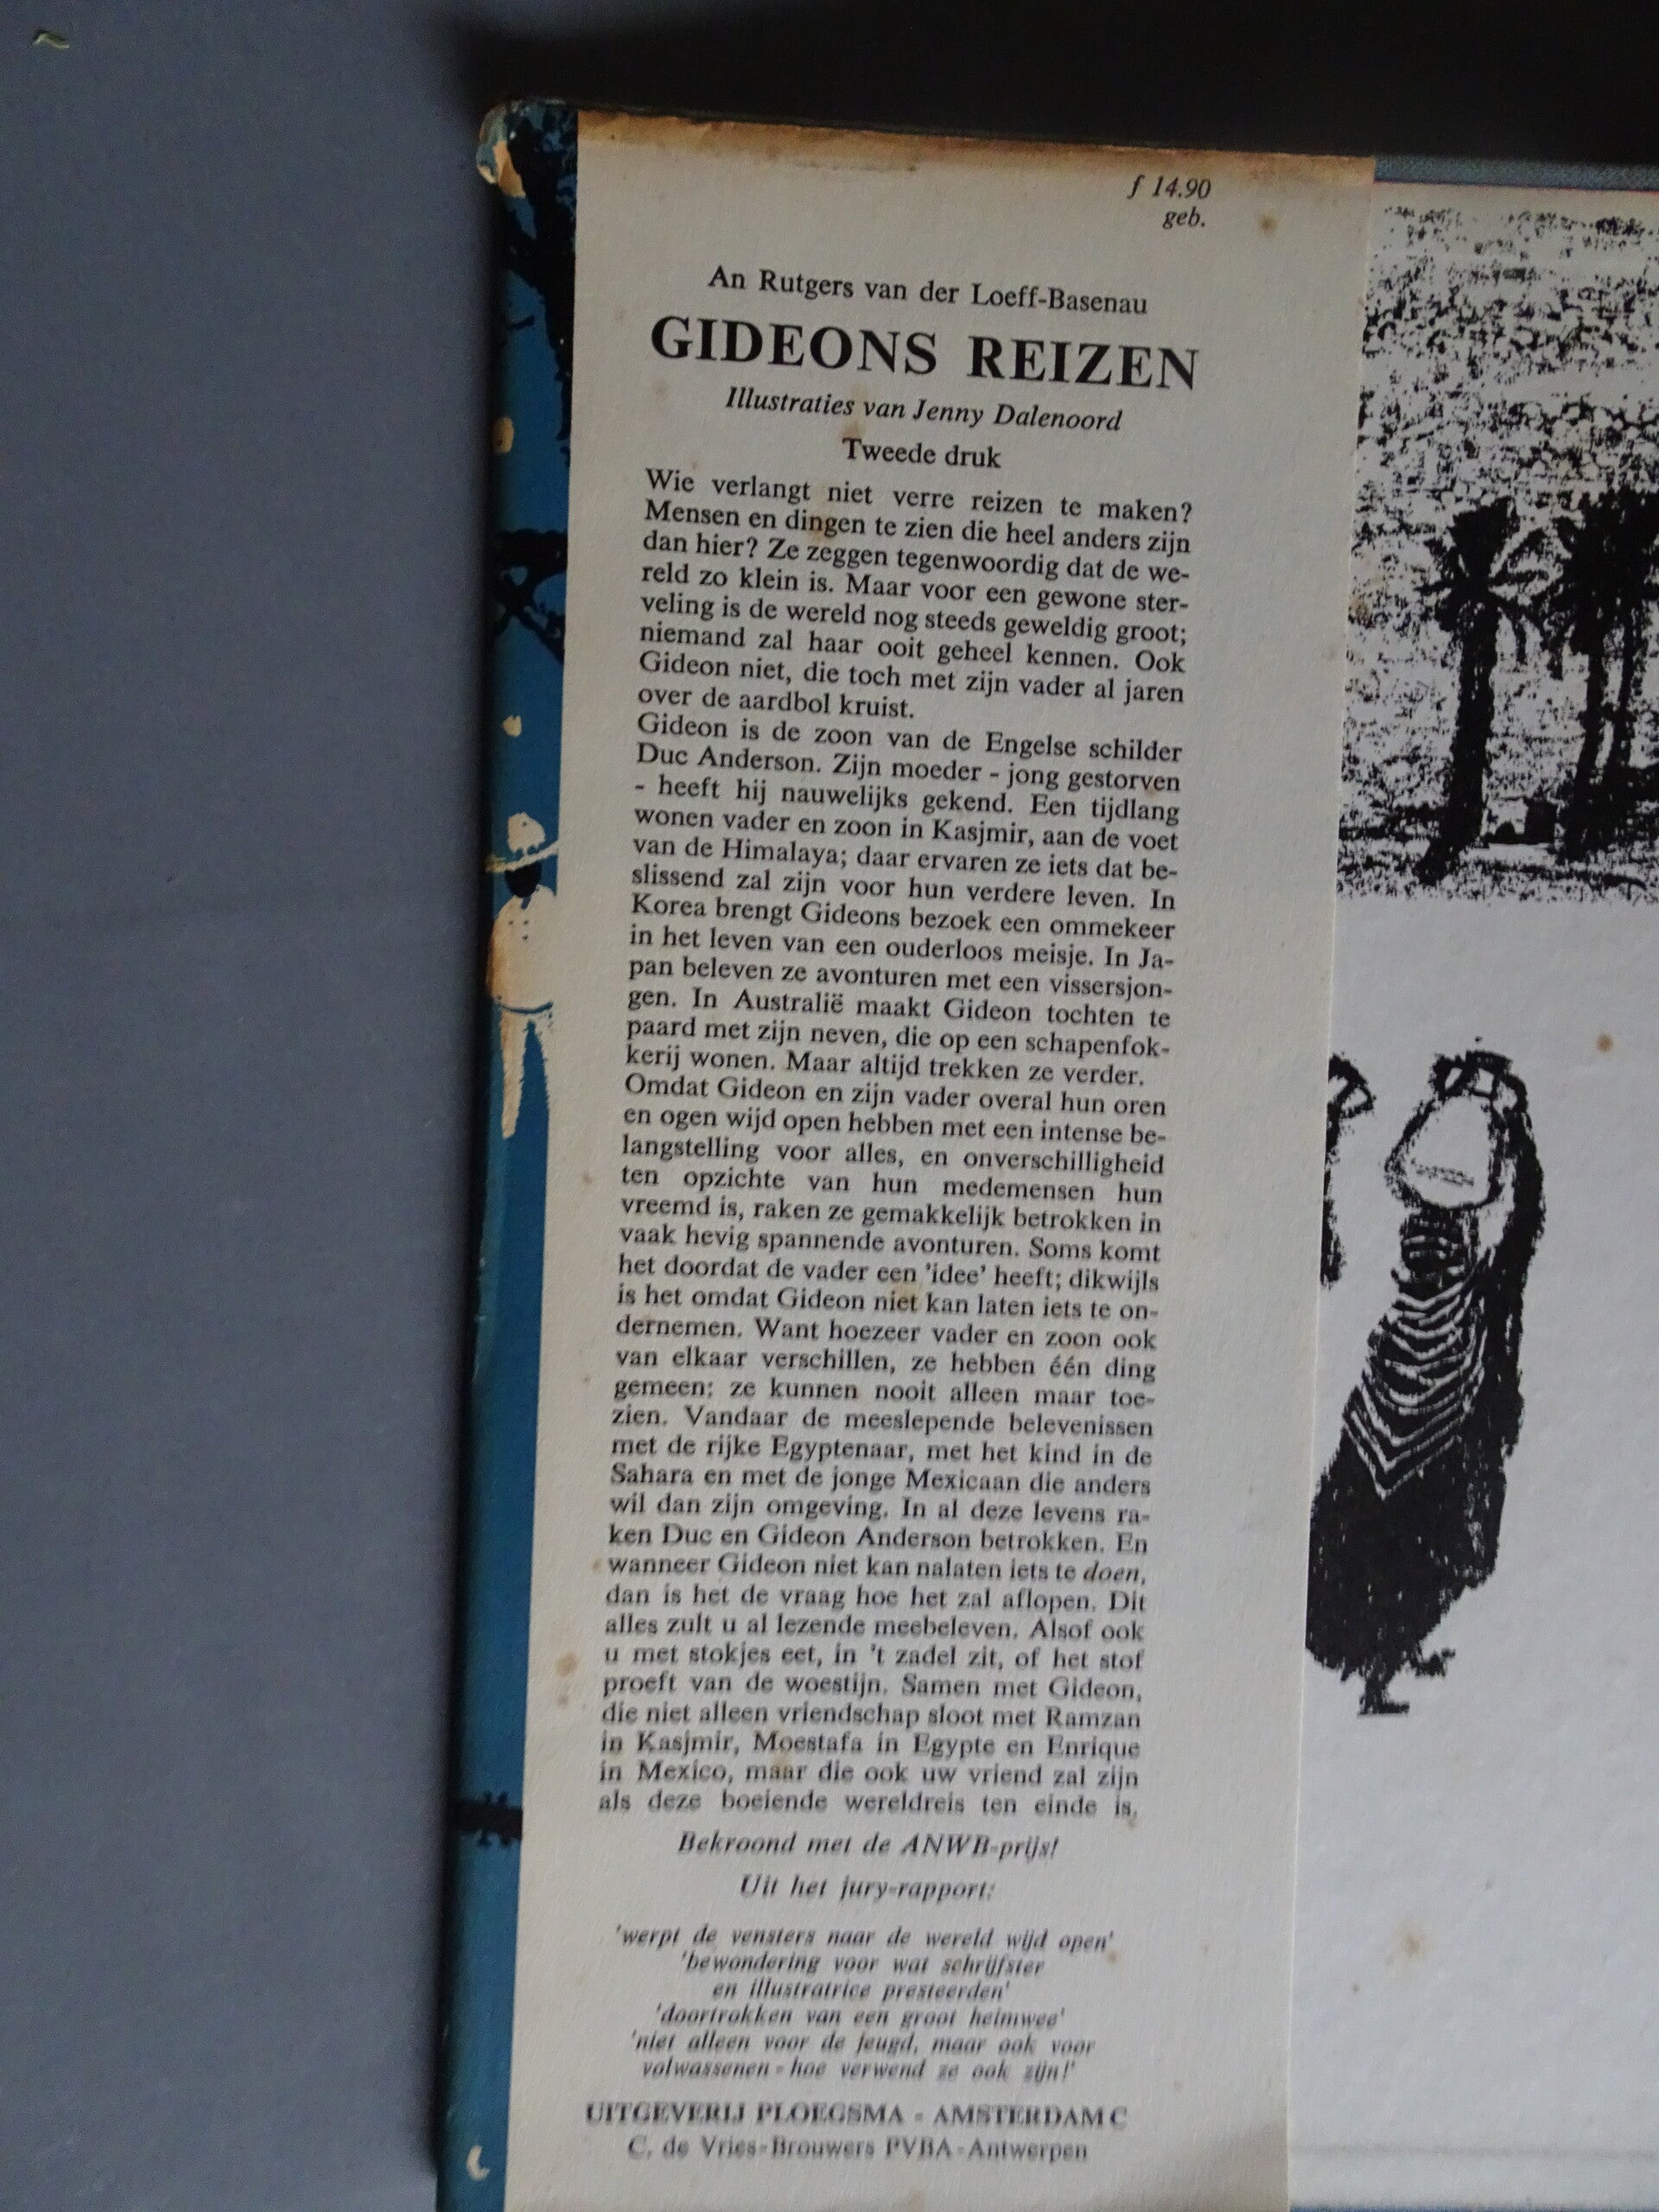 f 14.90
geb.
An Rutgers van der Loeff-Basenau
GIDEONS REIZEN
Illustraties van Jenny Dalenoord
Tweede druk
Wie verlangt niet verre reizen te maken?
Mensen en dingen te zien die heel anders zijn
dan hier? Ze zeggen tegenwoordig dat de we-
reld zo klein is. Maar voor een gewone ster-
veling is de wereld nog steeds geweldig groot;
niemand zal haar ooit geheel kennen. Ook
Gideon niet, die toch met zijn vader al jaren
over de aardbol kruist.
Gideon is de zoon van de Engelse schilder
Duc Anderson. Zijn moeder - jong gestorven
- heeft hij nauwelijks gekend. Een tijdlang
wonen vader en zoon in Kasjmir, aan de voet
van de Himalaya; daar ervaren ze iets dat be-
slissend zal zijn voor hun verdere leven. In
Korea brengt Gideons bezoek een ommekeer
in het leven van een ouderloos meisje. In Ja-
pan beleven ze avonturen met een vissersjon-
gen. In Australië maakt Gideon tochten te
paard met zijn neven, die op een schapenfok-
kerij wonen. Maar altijd trekken ze verder.
Omdat Gideon en zijn vader overal hun oren
en ogen wijd open hebben met een intense be-
langstelling voor alles, en onverschilligheid
ten opzichte van hun medemensen hun
vreemd is, raken ze gemakkelijk betrokken in
vaak hevig spannende avonturen. Soms komt
het doordat de vader een 'idee' heeft; dikwijls
is het omdat Gideon niet kan laten iets te on-
dernemen. Want hoezeer vader en zoon ook
van elkaar verschillen, ze hebben één ding
gemeen: ze kunnen nooit alleen maar toe-
zien. Vandaar de meeslepende belevenissen
met de rijke Egyptenaar, met het kind in de
Sahara en met de jonge Mexicaan die anders
wil dan zijn omgeving. In al deze levens ra-
ken Duc en Gideon Anderson betrokken. En
wanneer Gideon niet kan nalaten iets te doen,
dan is het de vraag hoe het zal aflopen. Dit
alles zult u al lezende meebeleven. Alsof ook
u met stokjes eet, in 't zadel zit, of het stof
proeft van de woestijn. Samen met Gideon,
die niet alleen vriendschap sloot met Ramzan
in Kasjmir, Moestafa in Egypte en Enrique
in Mexico, maar die ook uw vriend zal zijn
als deze boeiende wereldreis ten einde is.
Bekroond met de ANWB-prijs!
Uit het jury-rapport:
'werpt de vensters naar de wereld wijd open'
'bewondering voor wat schrijfster
en illustratrice presteerden'
'doortrokken van een groot heimwee'
'niet alleen voor de jeugd, maar ook voor
volwassenen - hoe verwend ze ook zijn!'
UITGEVERIJ PLOEGSMA - AMSTERDAM C
C. de Vries-Brouwers PVBA - Antwerpen